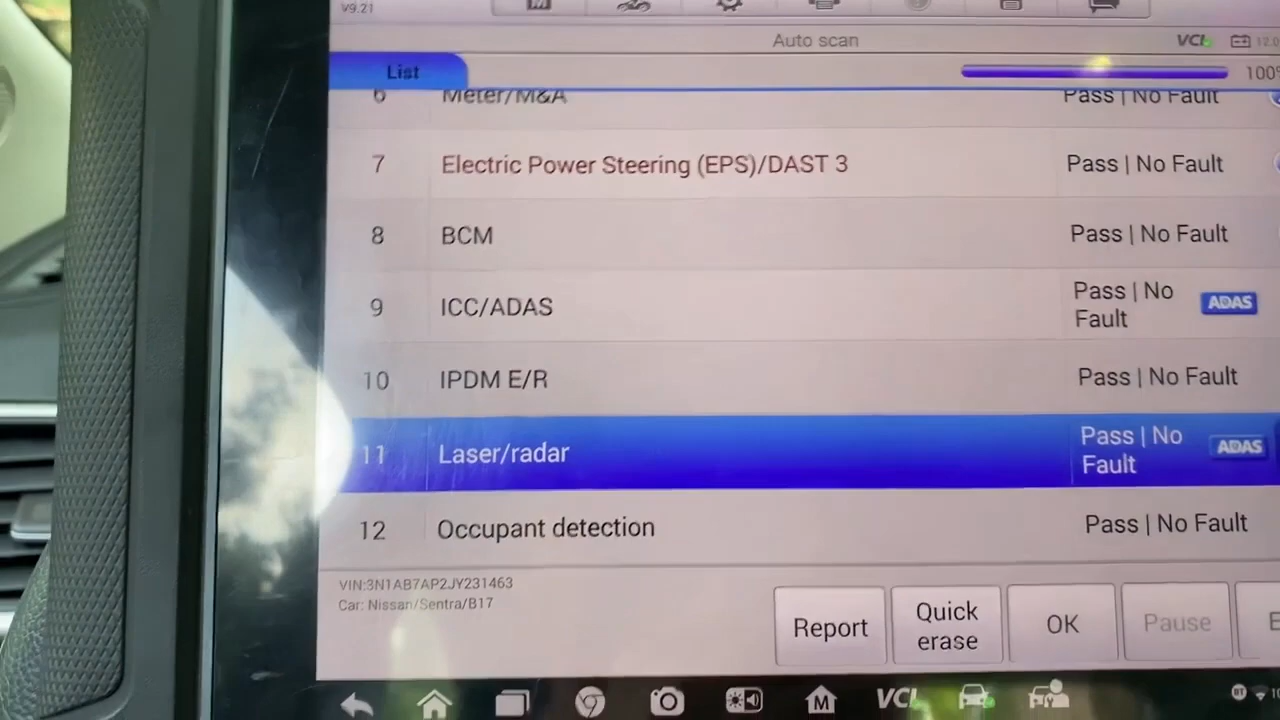 V9.21
Auto scan VCI 12.0
List 100%
6 Meter/M&A Pass | No Fault
7 Electric Power Steering (EPS)/DAST 3 Pass | No Fault
8 BCM Pass | No Fault
9 ICC/ADAS Pass | No Fault ADAS
10 IPDM E/R Pass | No Fault
11 Laser/radar Pass | No Fault ADAS
12 Occupant detection Pass | No Fault
VIN:3N1AB7AP2JY231463
Car: Nissan/Sentra/B17
Report
Quick
erase
OK
Pause
E
M VCI BT